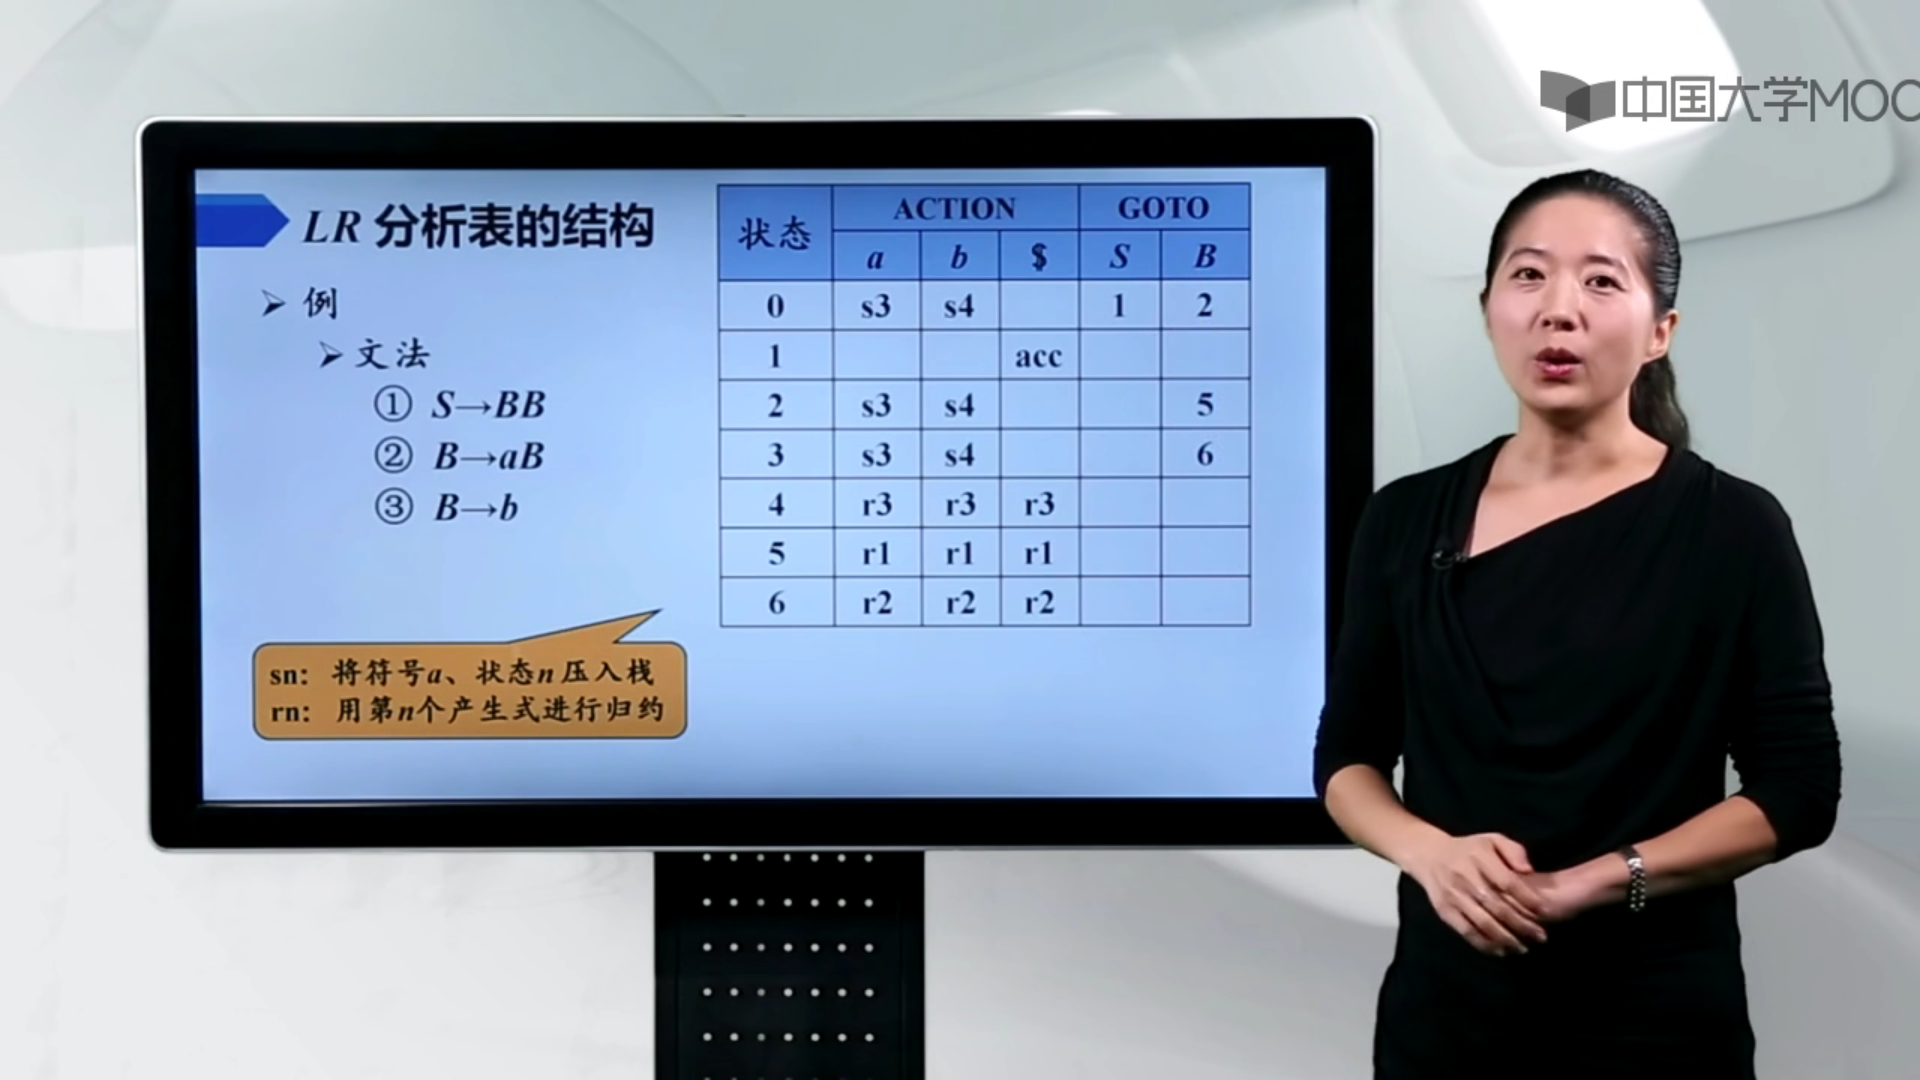 中国大学MOO
LR 分析表的结构
➢ 例
➢ 文法
① S→BB
② B→aB
③ B→b
sn： 将符号a、状态n压入栈
rn： 用第n个产生式进行归约
状态 ACTION GOTO
a b $ S B
0 s3 s4 1 2
1 acc
2 s3 s4 5
3 s3 s4 6
4 r3 r3 r3
5 r1 r1 r1
6 r2 r2 r2